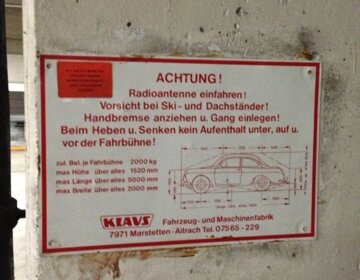 ACHTUNG!
Radioantenne einfahren!
Vorsicht bei Ski- und Dachständer!
Handbremse anziehen u. Gang einlegen!
Beim Heben u. Senken kein Aufenthalt unter, auf u.
vor der Fahrbühne!
zul. Bel. je Fahrbühne 2000 kg
max Höhe über alles 1520 mm
max Länge über alles 5000 mm
max Breite über alles 2000 mm
KLAUS Fahrzeug- und Maschinenfabrik
7971 Marstetten-Aitrach Tel. 07565-229